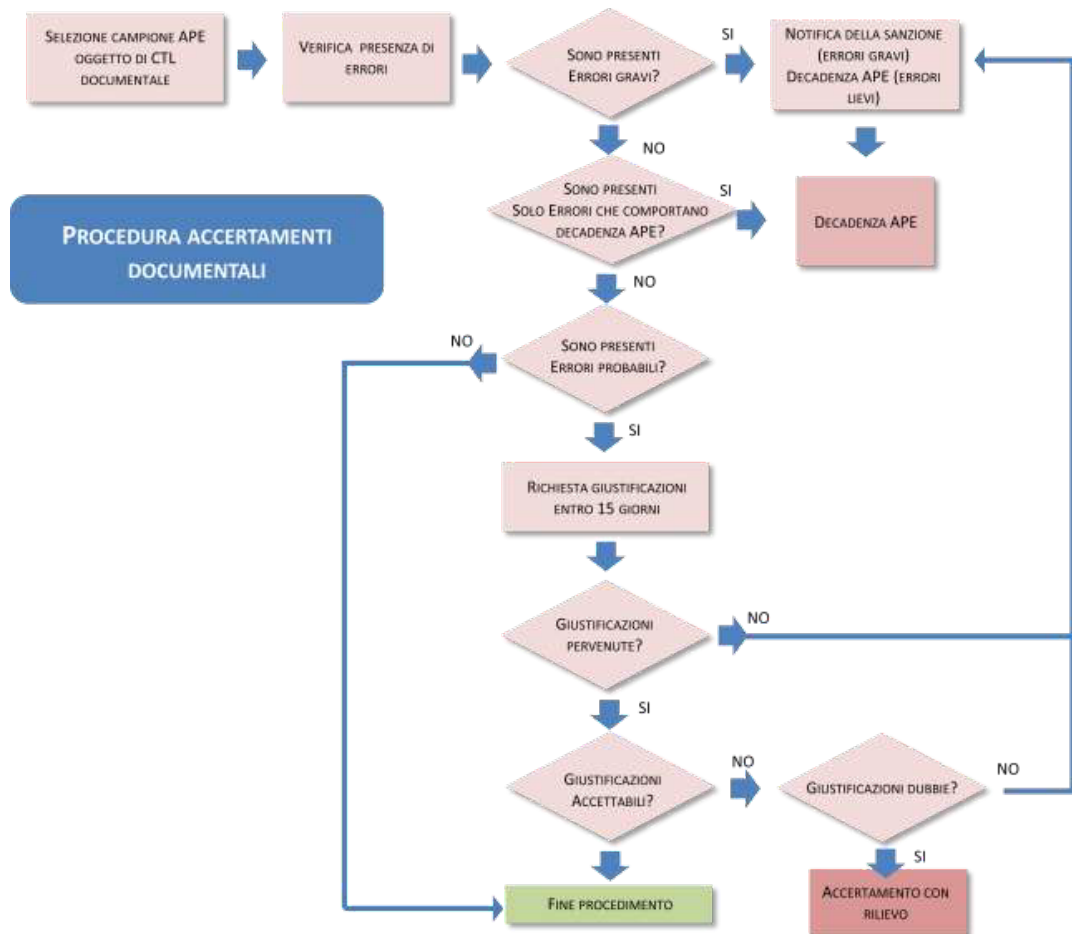 SELEZIONE CAMPIONE APE
OGGETTO DI CTL
DOCUMENTALE
VERIFICA PRESENZA DI
ERRORI
SONO PRESENTI
ERRORI GRAVI?
SI
NOTIFICA DELLA SANZIONE
(ERRORI GRAVI)
DECADENZA APE (ERRORI
LIEVI)
NO
SONO PRESENTI
SOLO ERRORI CHE COMPORTANO
DECADENZA APE?
SI
DECADENZA APE
PROCEDURA ACCERTAMENTI
DOCUMENTALI
NO
SONO PRESENTI
ERRORI PROBABILI?
NO
SI
RICHIESTA GIUSTIFICAZIONI
ENTRO 15 GIORNI
GIUSTIFICAZIONI
PERVENUTE?
NO
SI
GIUSTIFICAZIONI
ACCETTABILI?
NO
GIUSTIFICAZIONI DUBBIE?
NO
SI
FINE PROCEDIMENTO
ACCERTAMENTO CON
RILIEVO